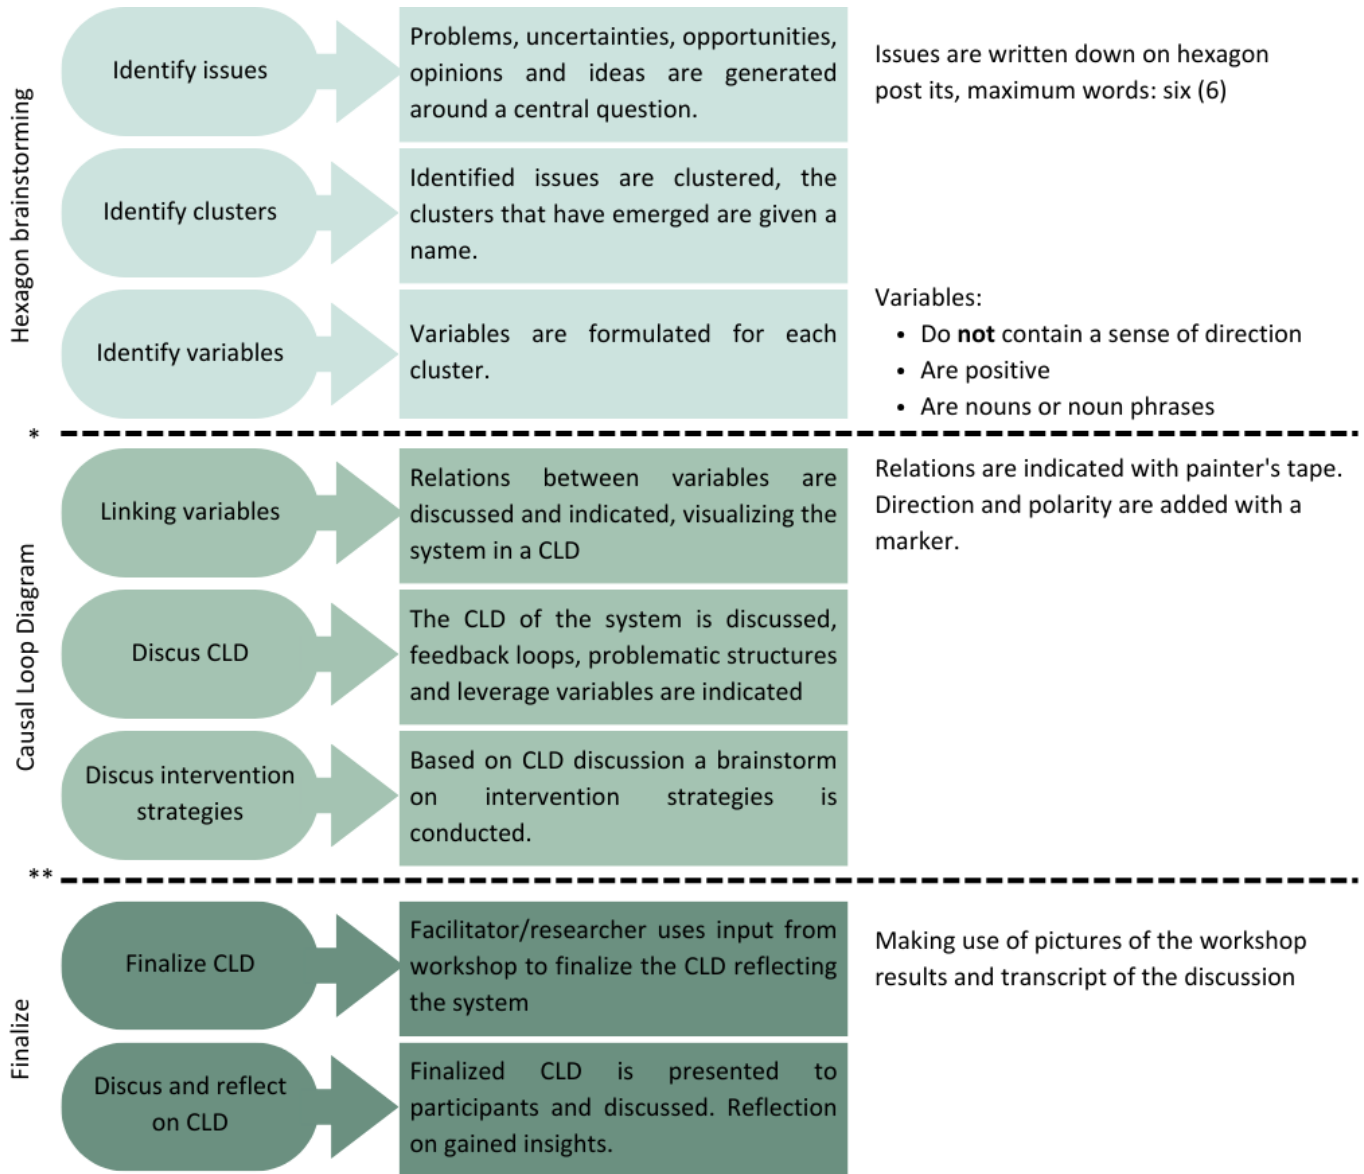 Hexagon brainstorming
Identify issues
Problems, uncertainties, opportunities,
opinions and ideas are generated
around a central question.
Issues are written down on hexagon
post its, maximum words: six (6)
Identify clusters
Identified issues are clustered, the
clusters that have emerged are given a
name.
Identify variables
Variables are formulated for each
cluster.
Variables:
• Do not contain a sense of direction
• Are positive
• Are nouns or noun phrases
*
Causal Loop Diagram
Linking variables
Relations between variables are
discussed and indicated, visualizing the
system in a CLD
Relations are indicated with painter's tape.
Direction and polarity are added with a
marker.
Discus CLD
The CLD of the system is discussed,
feedback loops, problematic structures
and leverage variables are indicated
Discus intervention
strategies
Based on CLD discussion a brainstorm
on intervention strategies is
conducted.
**
Finalize
Finalize CLD
Facilitator/researcher uses input from
workshop to finalize the CLD reflecting
the system
Making use of pictures of the workshop
results and transcript of the discussion
Discus and reflect
on CLD
Finalized CLD is presented to
participants and discussed. Reflection
on gained insights.